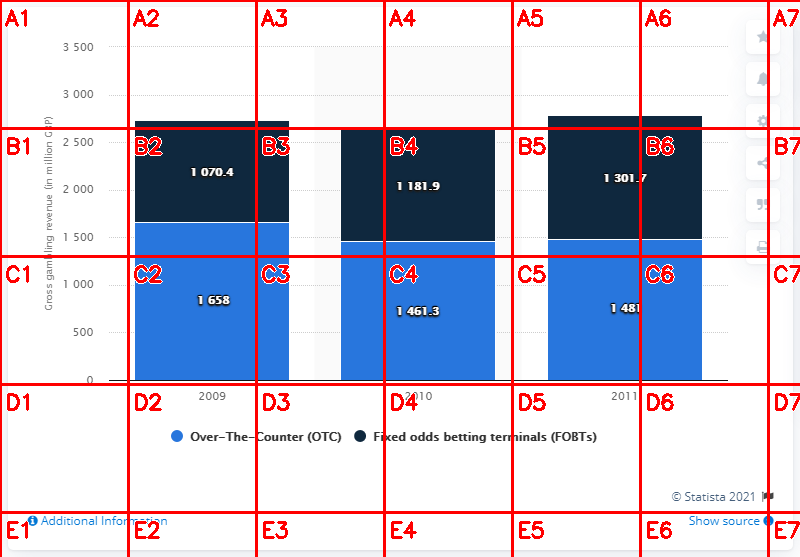 A1 A2 A3 A4 A5 A6 A7
3 500
3 000
B1 B2 B3 B4 B5 B6 B7
Gross gambling revenue (in million GBP)
2 500
2 000
1 500
1 000
500
0
1 070.4
1 181.9
1 301.7
C1 C2 C3 C4 C5 C6 C7
1 658
1 461.3
1 481
D1 D2 D3 D4 D5 D6 D7
2009 2010 2011
Over-The-Counter (OTC) Fixed odds betting terminals (FOBTs)
© Statista 2021
E1 E2 E3 E4 E5 E6 E7
Additional Information
Show source